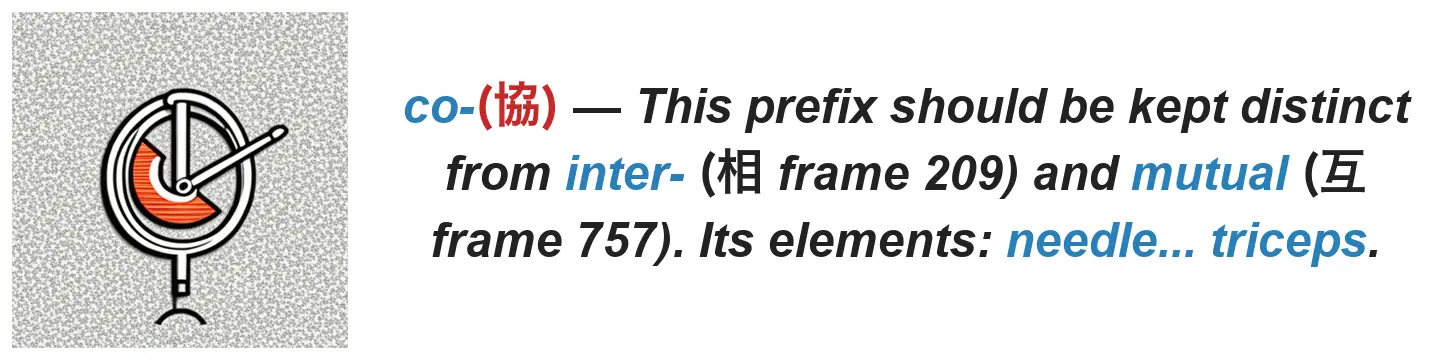 co-(協) — This prefix should be kept distinct
from inter- (相 frame 209) and mutual (互
frame 757). Its elements: needle... triceps.